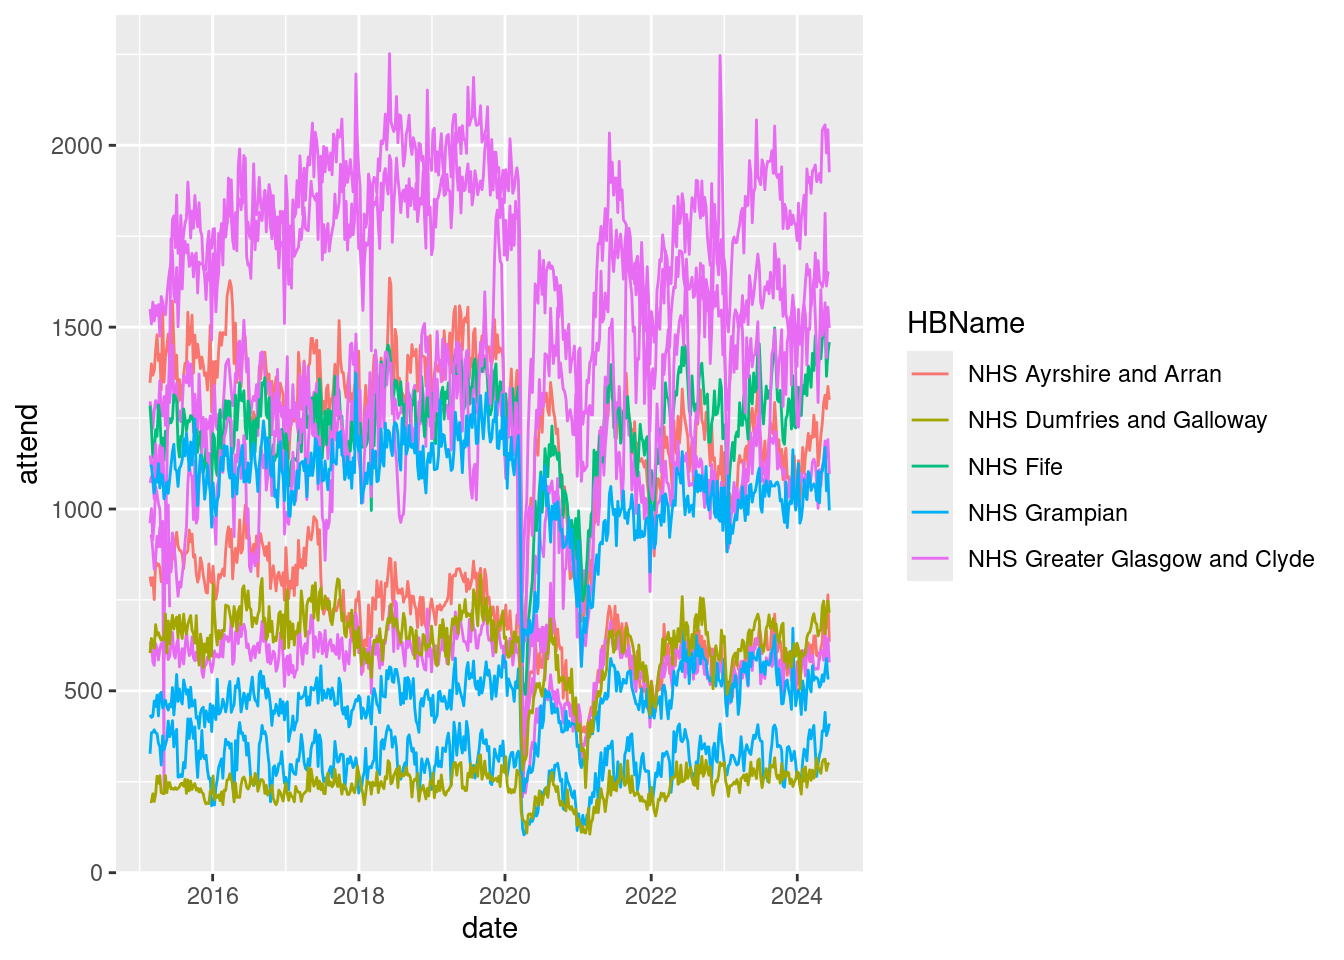 2000
1500
1000
500
0
attend
2016 2018 2020 2022 2024
date
HBName
NHS Ayrshire and Arran
NHS Dumfries and Galloway
NHS Fife
NHS Grampian
NHS Greater Glasgow and Clyde